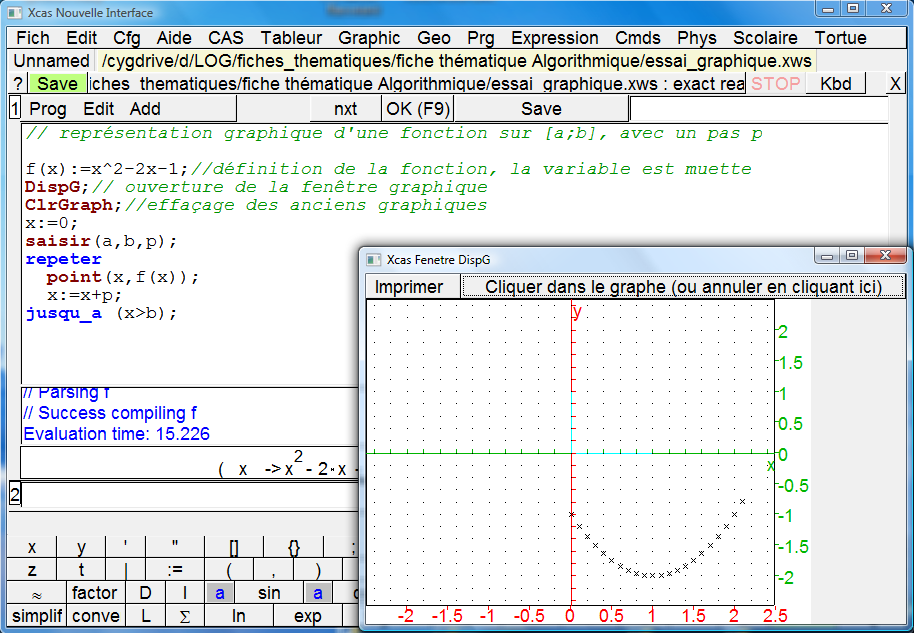 Xcas Nouvelle Interface
Fich Edit Cfg Aide CAS Tableur Graphic Geo Prg Expression Cmds Phys Scolaire Tortue
Unnamed /cygdrive/d/LOG/fiches_thematiques/fiche thématique Algorithmique/essai_graphique.xws
? Save iches_thematiques/fiche thématique Algorithmique/essai_graphique.xws : exact rea STOP Kbd X
1 Prog Edit Add nxt OK (F9) Save
// représentation graphique d'une fonction sur [a;b], avec un pas p
f(x):=x^2-2x-1;//définition de la fonction, la variable est muette
DispG;// ouverture de la fenêtre graphique
ClrGraph;//effaçage des anciens graphiques
x:=0;
saisir(a,b,p);
repeter
point(x,f(x));
x:=x+p;
jusqu_a (x>b);
// Parsing f
// Success compiling f
Evaluation time: 15.226
( x ->x^2-2·x -
2
x y ' " [] {} ;
z t | := ( , )
≈ factor D I a sin a
simplif conve L Σ ln exp
Xcas Fenetre DispG
Imprimer Cliquer dans le graphe (ou annuler en cliquant ici)
y
2
1.5
1
0.5
0
x
-0.5
-1
-1.5
-2
-2 -1.5 -1 -0.5 0 0.5 1 1.5 2 2.5